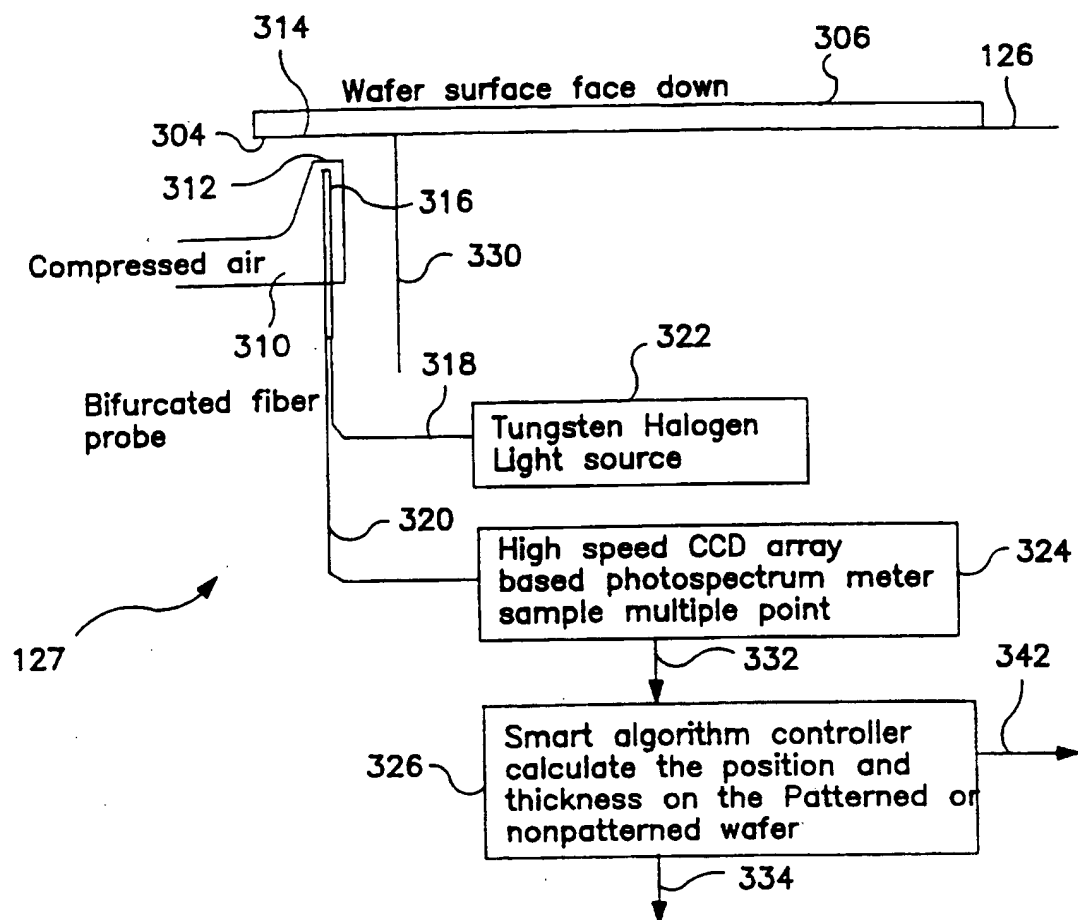 314
306
126
Wafer surface face down
304
312
316
Compressed air
330
310
322
318
Bifurcated fiber
probe
Tungsten Halogen
Light source
320
High speed CCD array
based photospectrum meter
sample multiple point
324
127
332
342
Smart algorithm controller
calculate the position and
thickness on the Patterned or
nonpatterned wafer
326
334